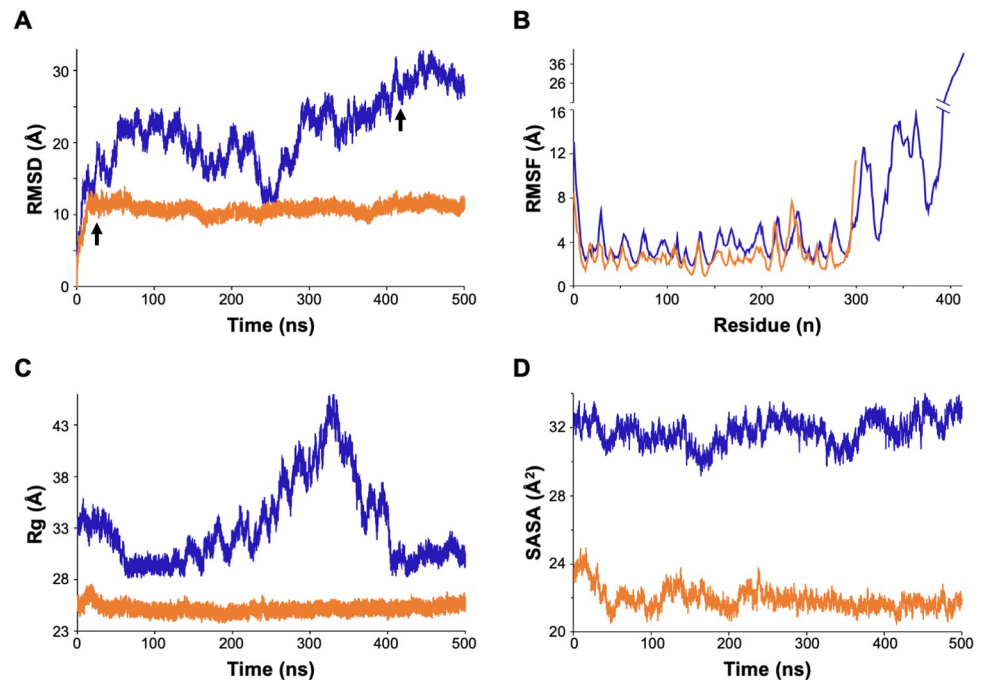 A
RMSD (Å)
30
20
10
0
0 100 200 300 400 500
Time (ns)
B
RMSF (Å)
36
26
16
12
8
4
0
0 100 200 300 400
Residue (n)
C
Rg (Å)
43
38
33
28
23
0 100 200 300 400 500
Time (ns)
D
SASA (Å²)
32
28
24
20
0 100 200 300 400 500
Time (ns)